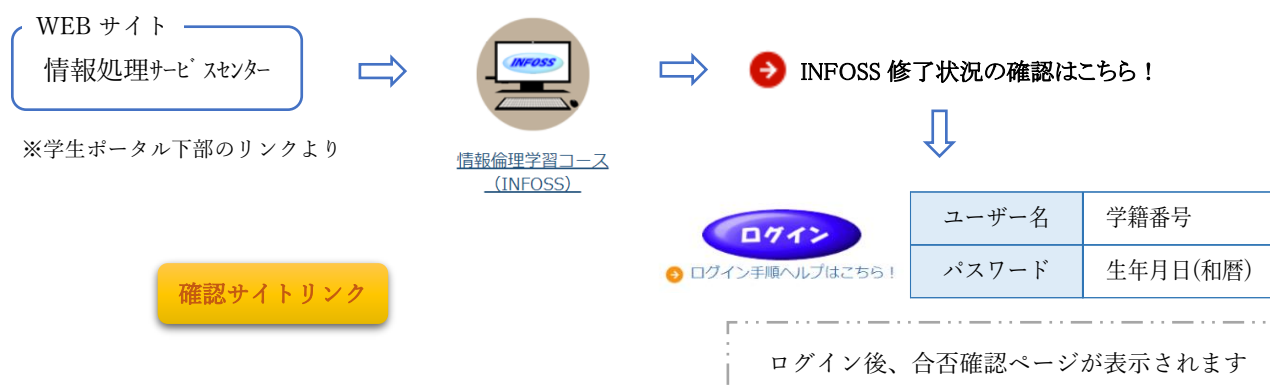 WEB サイト
情報処理ｻｰﾋﾞｽｾﾝﾀｰ
※学生ポータル下部のリンクより
INFOSS
情報倫理学習コース
（INFOSS）
INFOSS 修了状況の確認はこちら！
ログイン
ログイン手順ヘルプはこちら！
ユーザー名 学籍番号
パスワード 生年月日(和暦)
確認サイトリンク
ログイン後、合否確認ページが表示されます